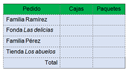 Pedido Cajas Paquetes
Familia Ramírez
Fonda Las delicias
Familia Pérez
Tienda Los abuelos
Total